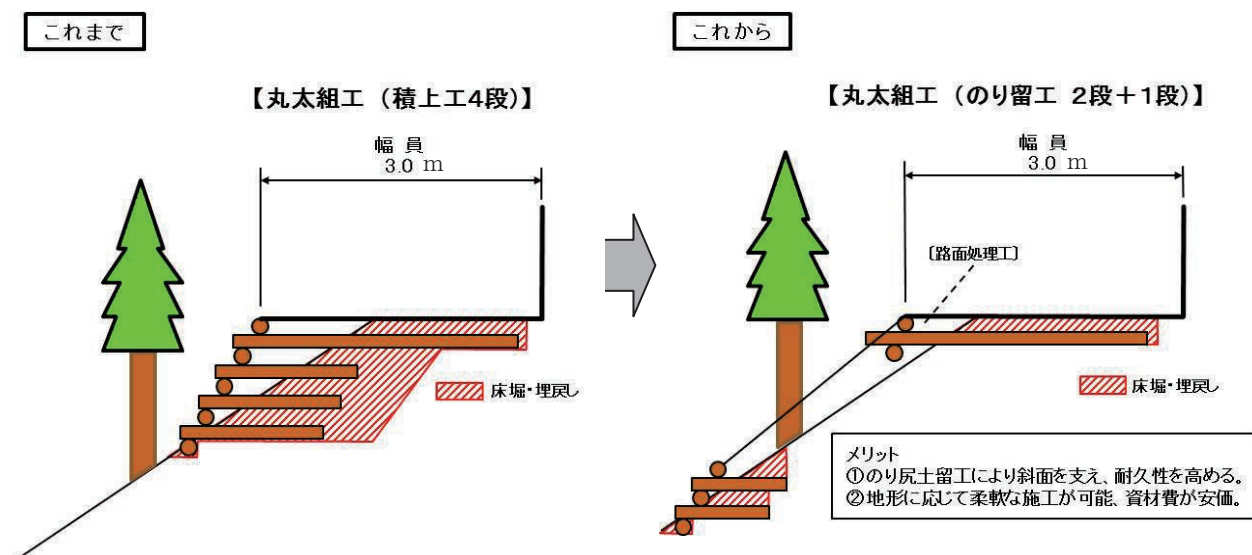 これまで
【丸太組工 (積上工4段)】
幅 員
3.0 m
床堀・埋戻し
これから
【丸太組工 (のり留工 2段+1段)】
幅 員
3.0 m
〔路面処理工〕
床堀・埋戻し
メリット
①のり尻土留工により斜面を支え、耐久性を高める。
②地形に応じて柔軟な施工が可能、資材費が安価。